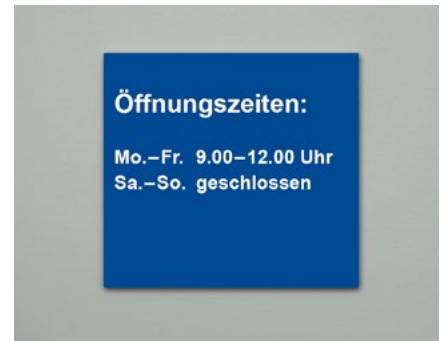 Öffnungszeiten:
Mo.–Fr. 9.00–12.00 Uhr
Sa.–So. geschlossen